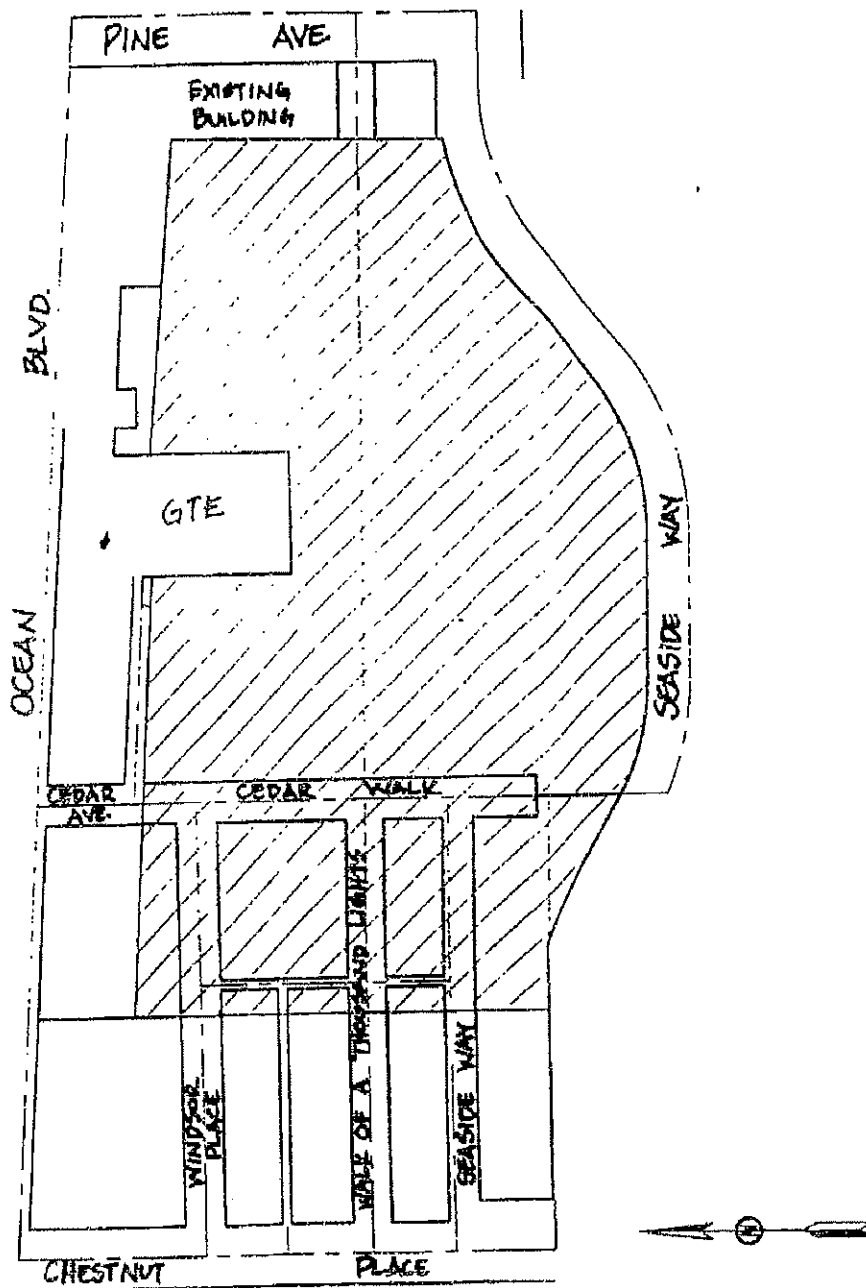 PINE AVE
EXISTING
BUILDING
BLVD.
GTE
OCEAN
SEASIDE WAY
CEDAR
AVE.
CEDAR WALK
WALK OF A THOUSAND LIGHTS
WINDSOR
PLACE
SEASIDE WAY
CHESTNUT PLACE
N